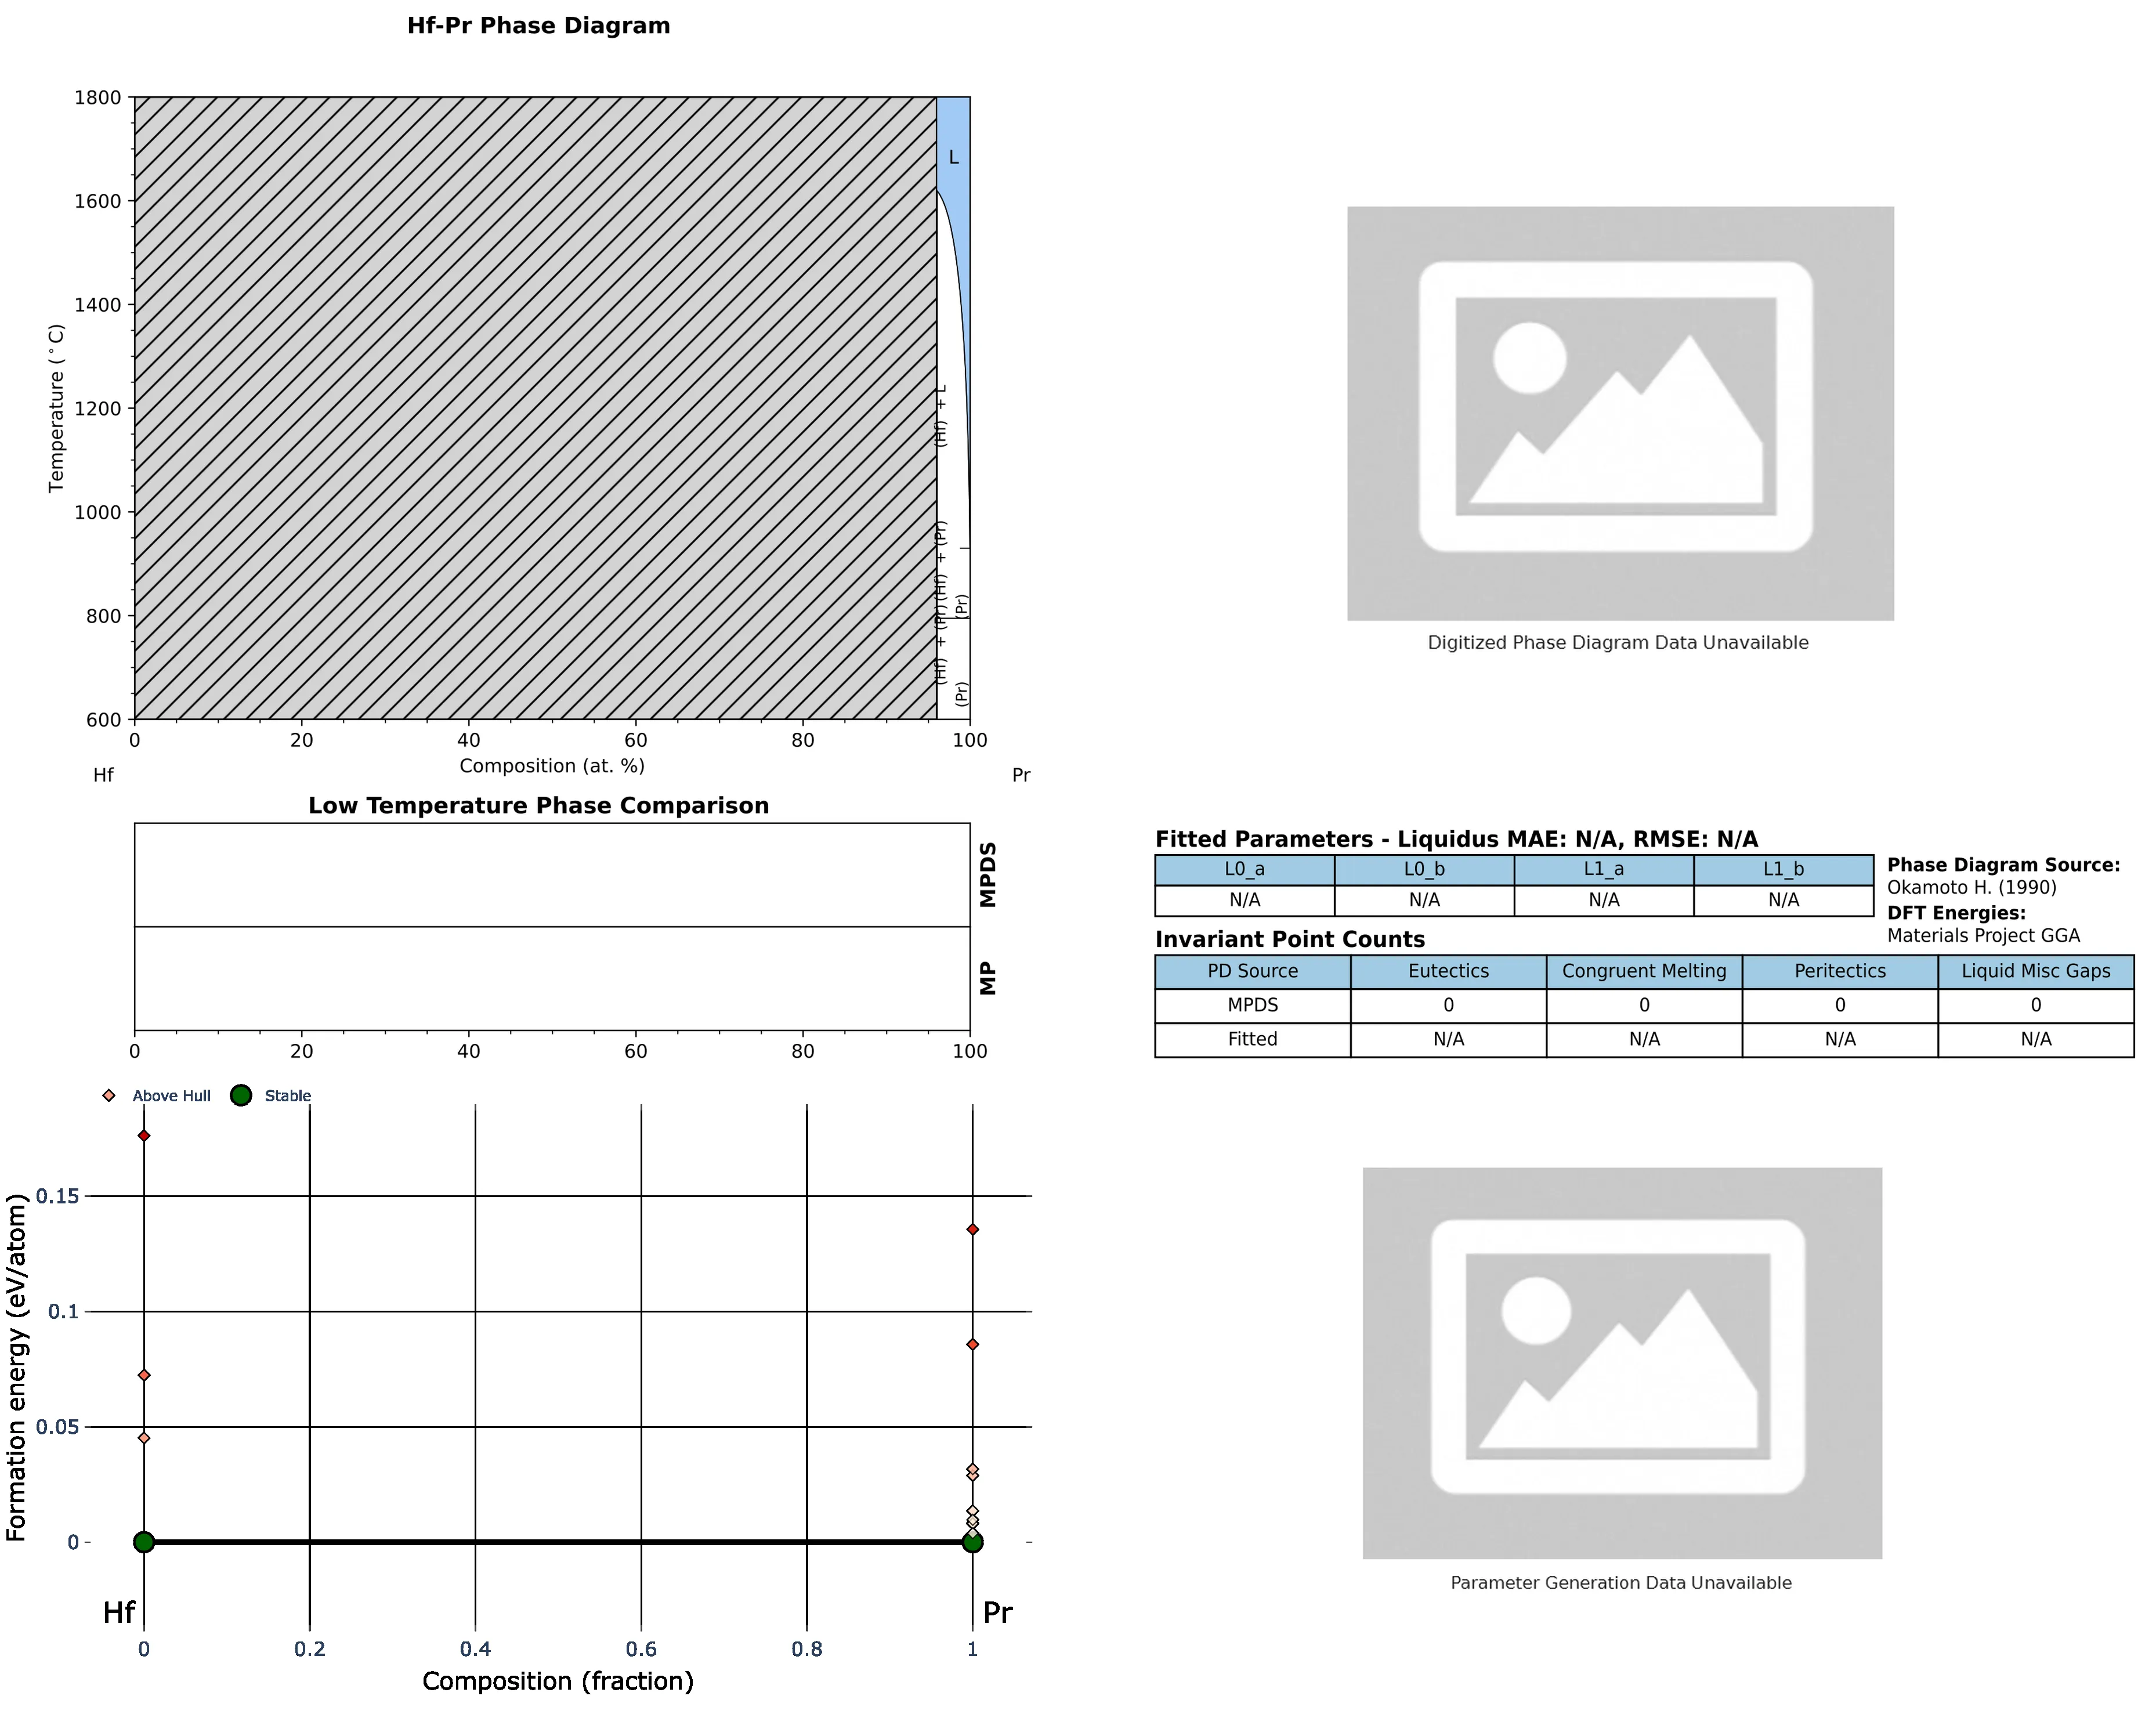 Hf-Pr Phase Diagram
1800
1600
1400
1200
1000
800
600
Temperature (°C)
L
(Hf) + L
(Hf) + (Pr)
(Pr)
(Hf) + (Pr)
(Pr)
0 20 40 60 80 100
Composition (at. %)
Hf Pr
Digitized Phase Diagram Data Unavailable
Low Temperature Phase Comparison
MPDS
MP
0 20 40 60 80 100
Fitted Parameters - Liquidus MAE: N/A, RMSE: N/A
L0_a L0_b L1_a L1_b
N/A N/A N/A N/A
Phase Diagram Source:
Okamoto H. (1990)
DFT Energies:
Materials Project GGA
Invariant Point Counts
PD Source Eutectics Congruent Melting Peritectics Liquid Misc Gaps
MPDS 0 0 0 0
Fitted N/A N/A N/A N/A
Above Hull Stable
0.15
0.1
0.05
0
Formation energy (eV/atom)
Hf Pr
0 0.2 0.4 0.6 0.8 1
Composition (fraction)
Parameter Generation Data Unavailable